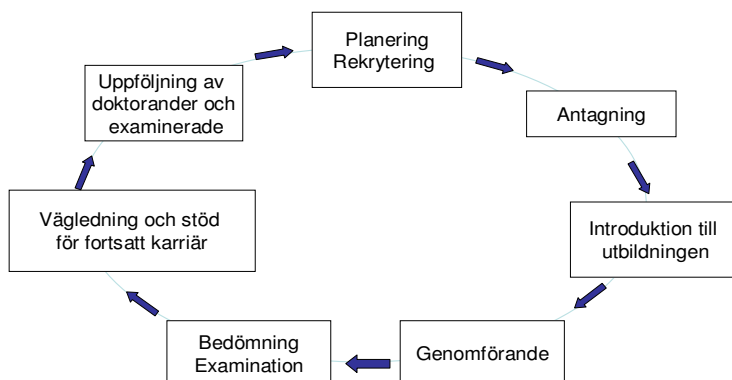 Planering
Rekrytering
Antagning
Introduktion till
utbildningen
Genomförande
Bedömning
Examination
Vägledning och stöd
för fortsatt karriär
Uppföljning av
doktorander och
examinerade